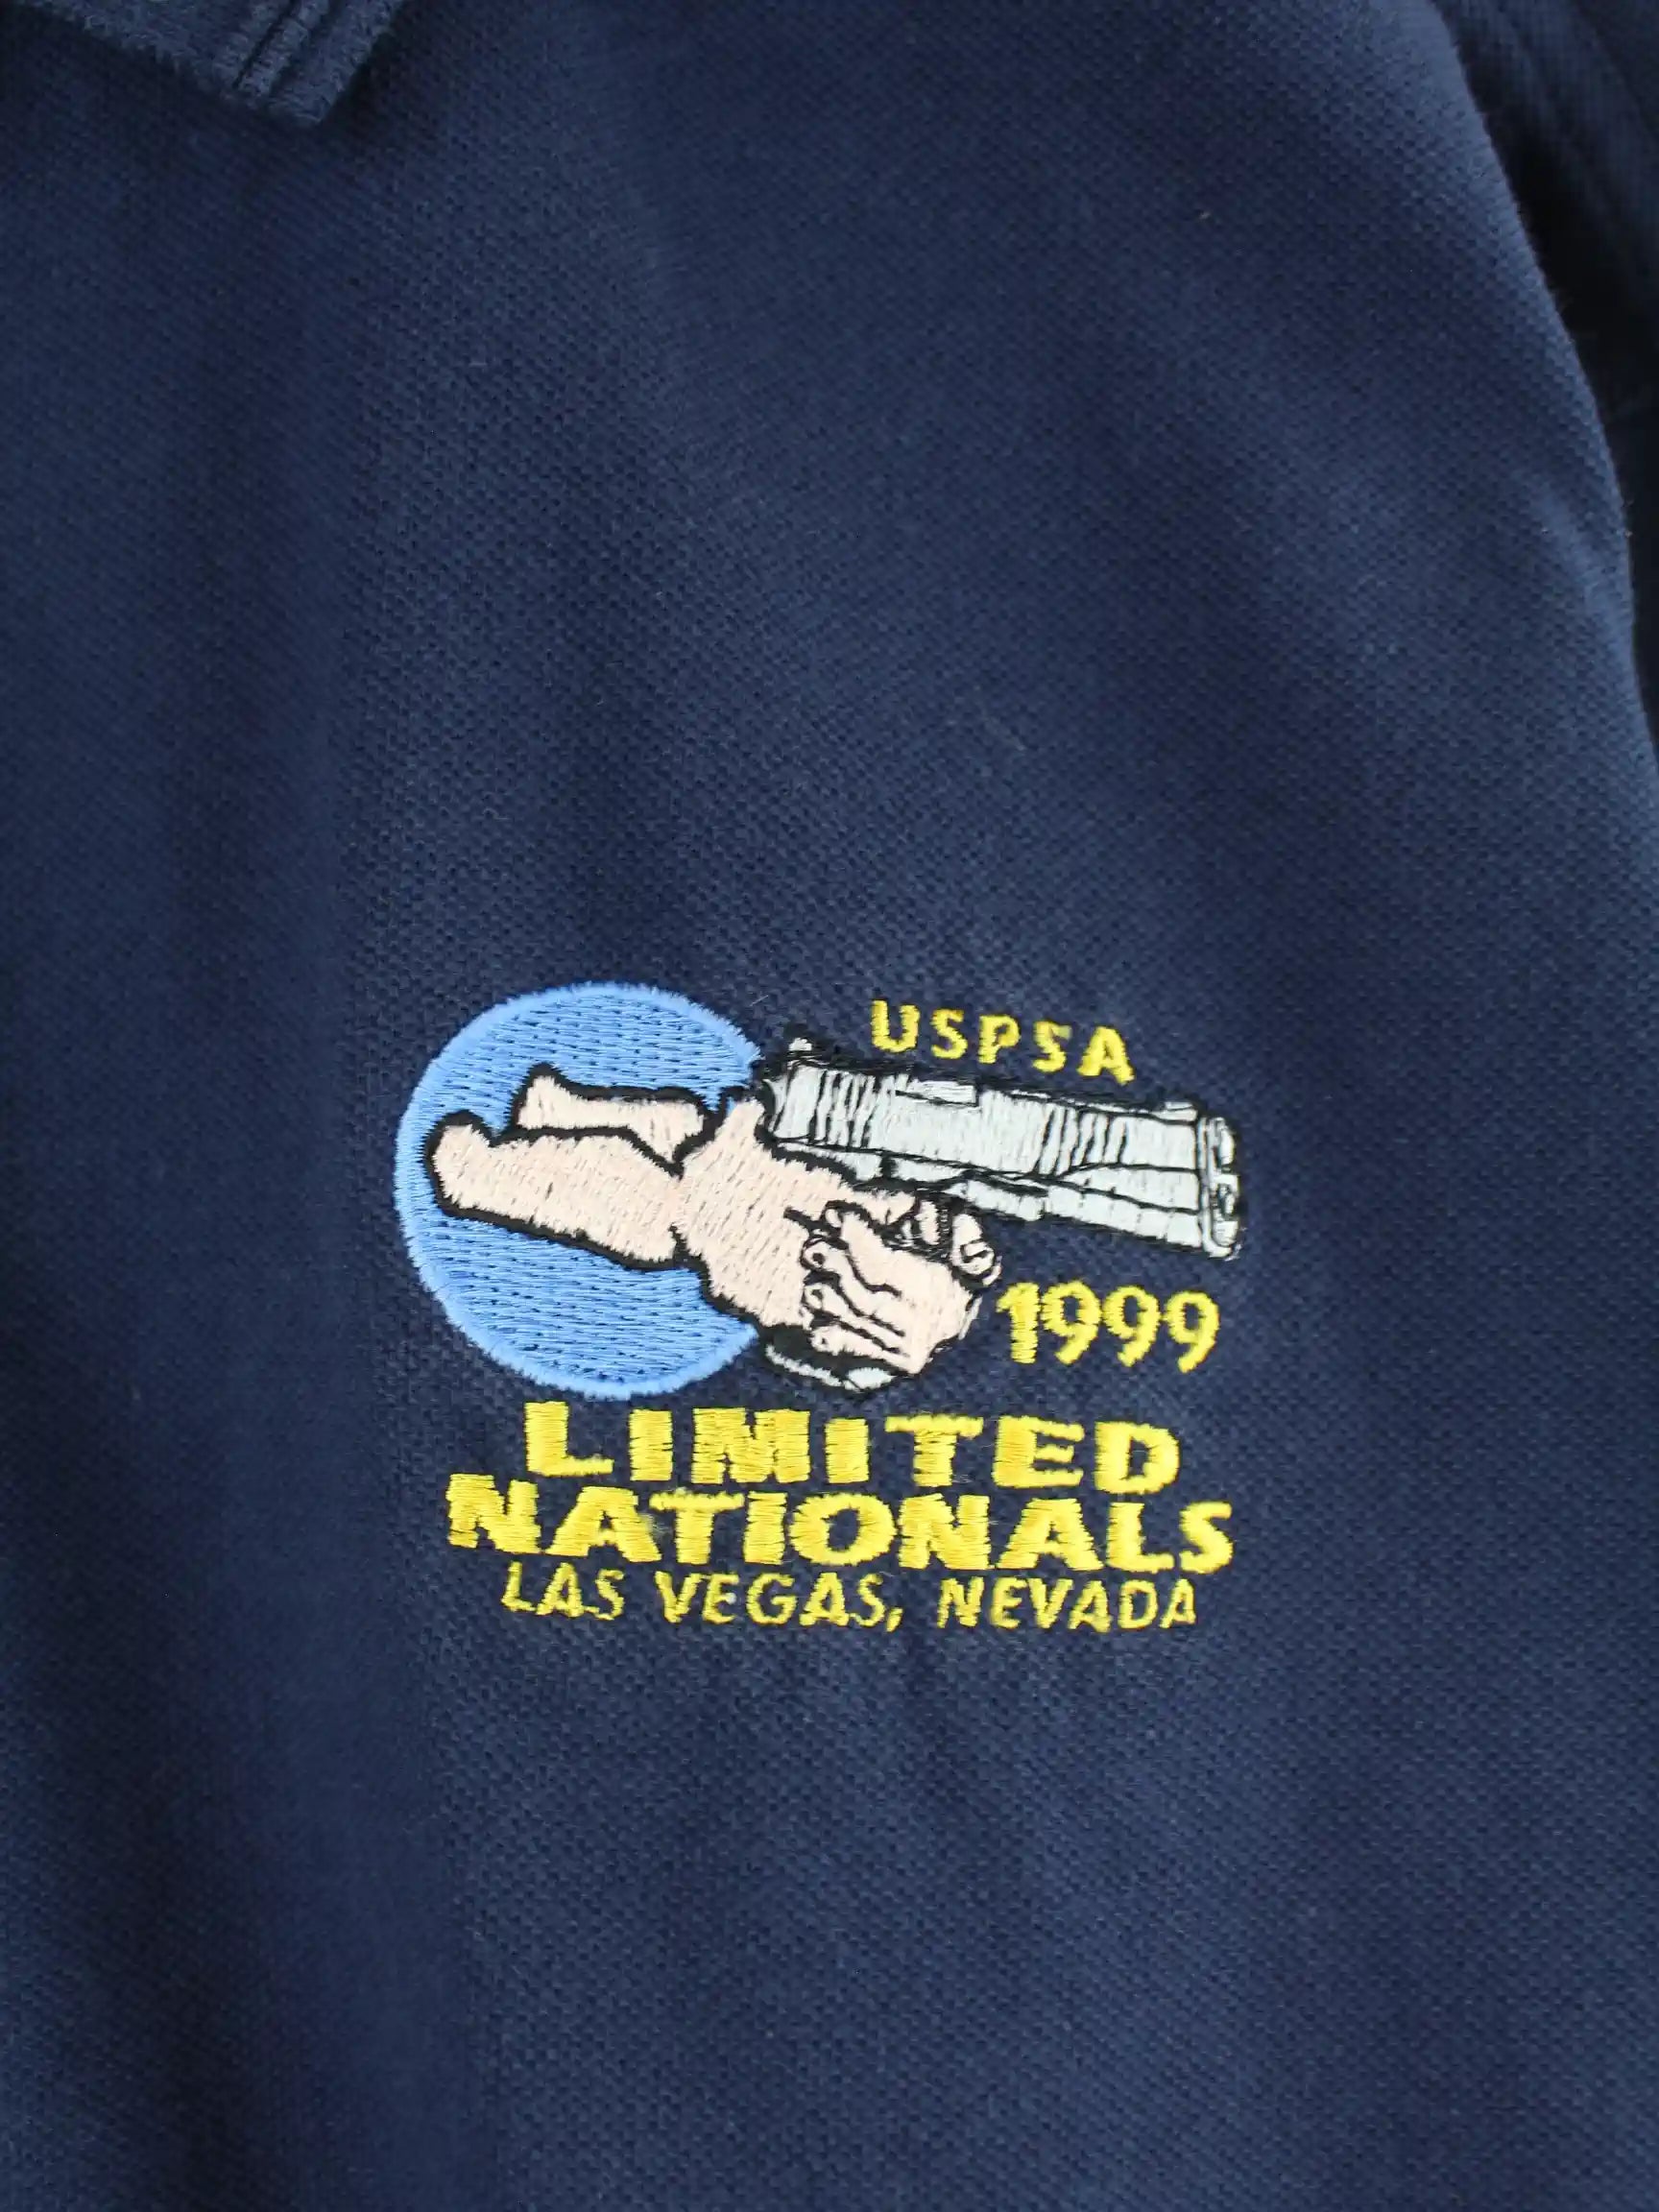 USPSA
1999
LIMITED
NATIONALS
LAS VEGAS, NEVADA